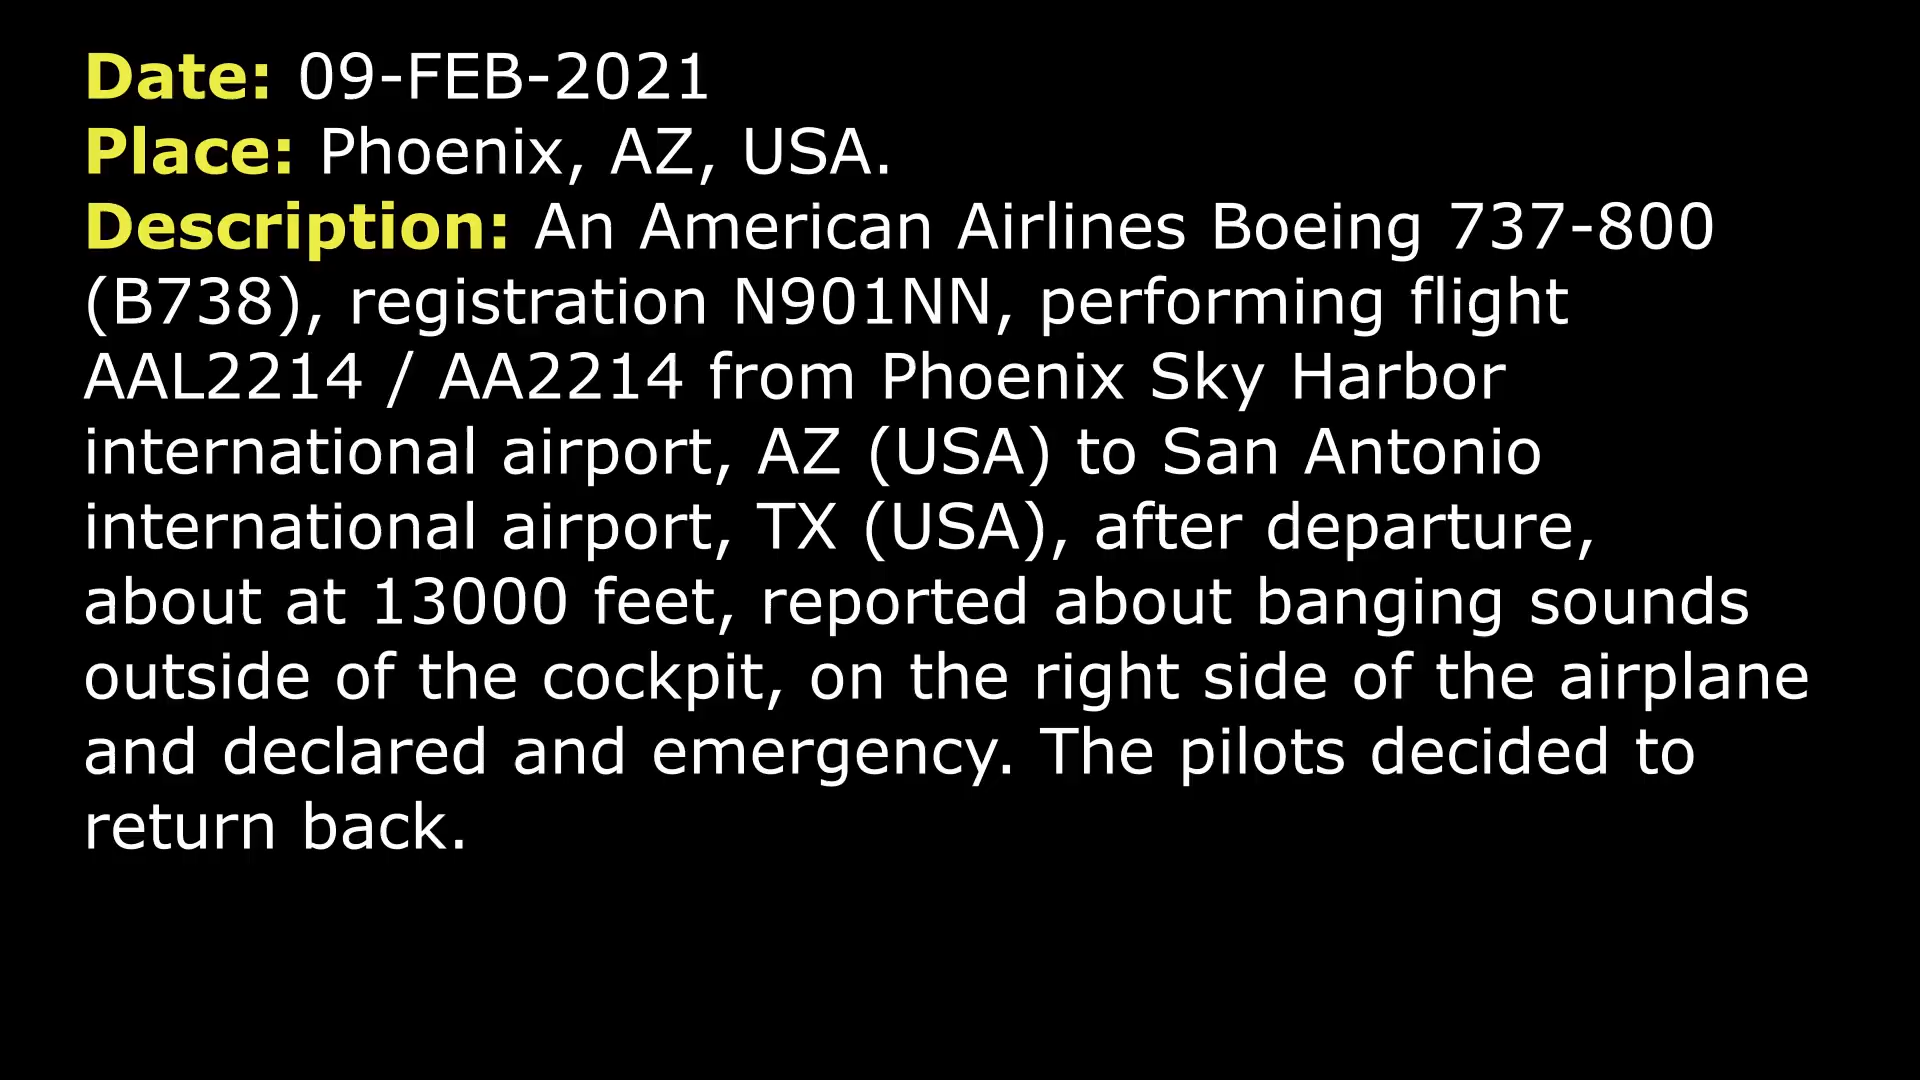 Date: 09-FEB-2021
Place: Phoenix, AZ, USA.
Description: An American Airlines Boeing 737-800
(B738), registration N901NN, performing flight
AAL2214 / AA2214 from Phoenix Sky Harbor
international airport, AZ (USA) to San Antonio
international airport, TX (USA), after departure,
about at 13000 feet, reported about banging sounds
outside of the cockpit, on the right side of the airplane
and declared and emergency. The pilots decided to
return back.